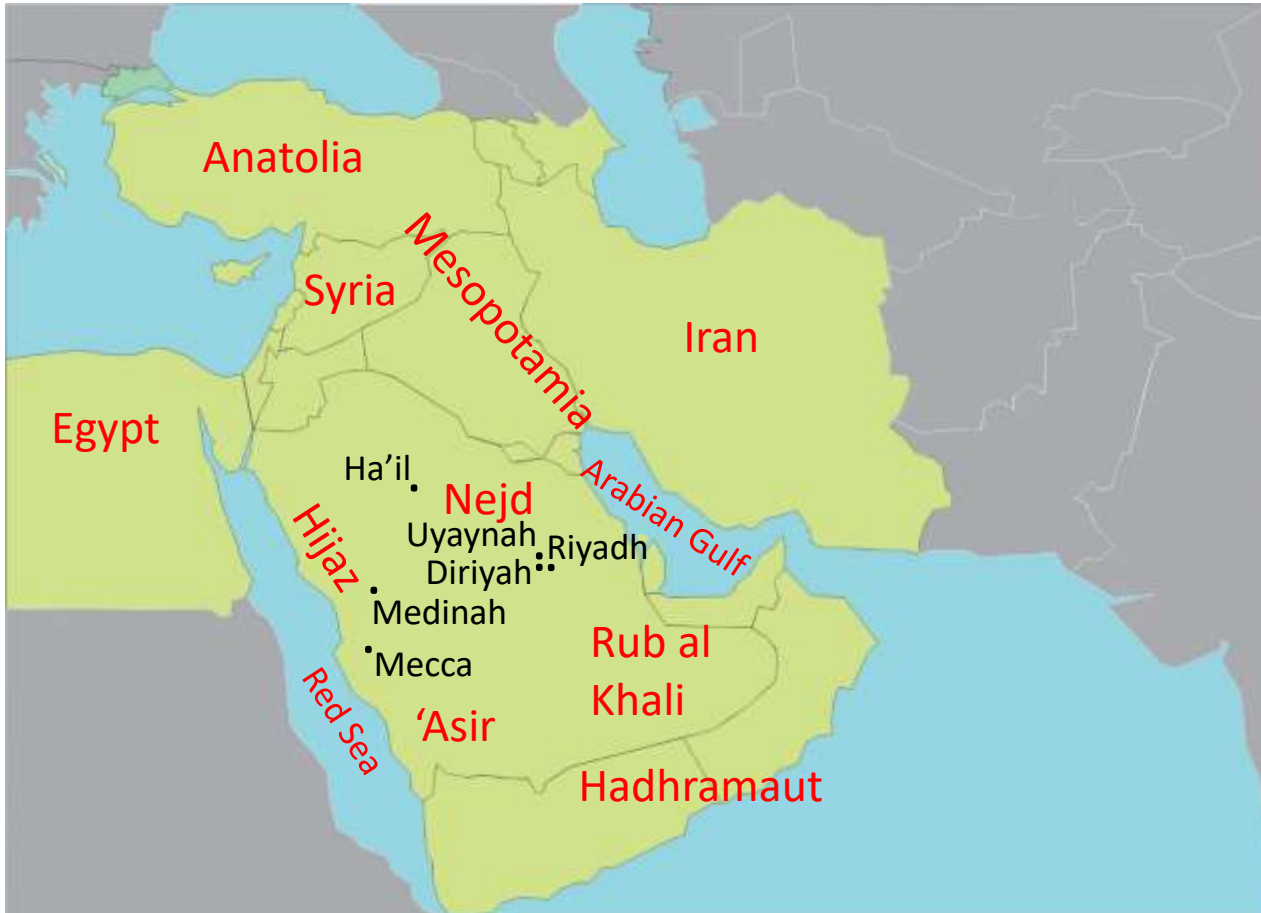 Anatolia
Mesopotamia
Syria
Iran
Egypt
Ha’il
Nejd
Arabian Gulf
Hijaz
Uyaynah
Riyadh
Diriyah
Medinah
Rub al
Khali
Mecca
Red Sea
‘Asir
Hadhramaut